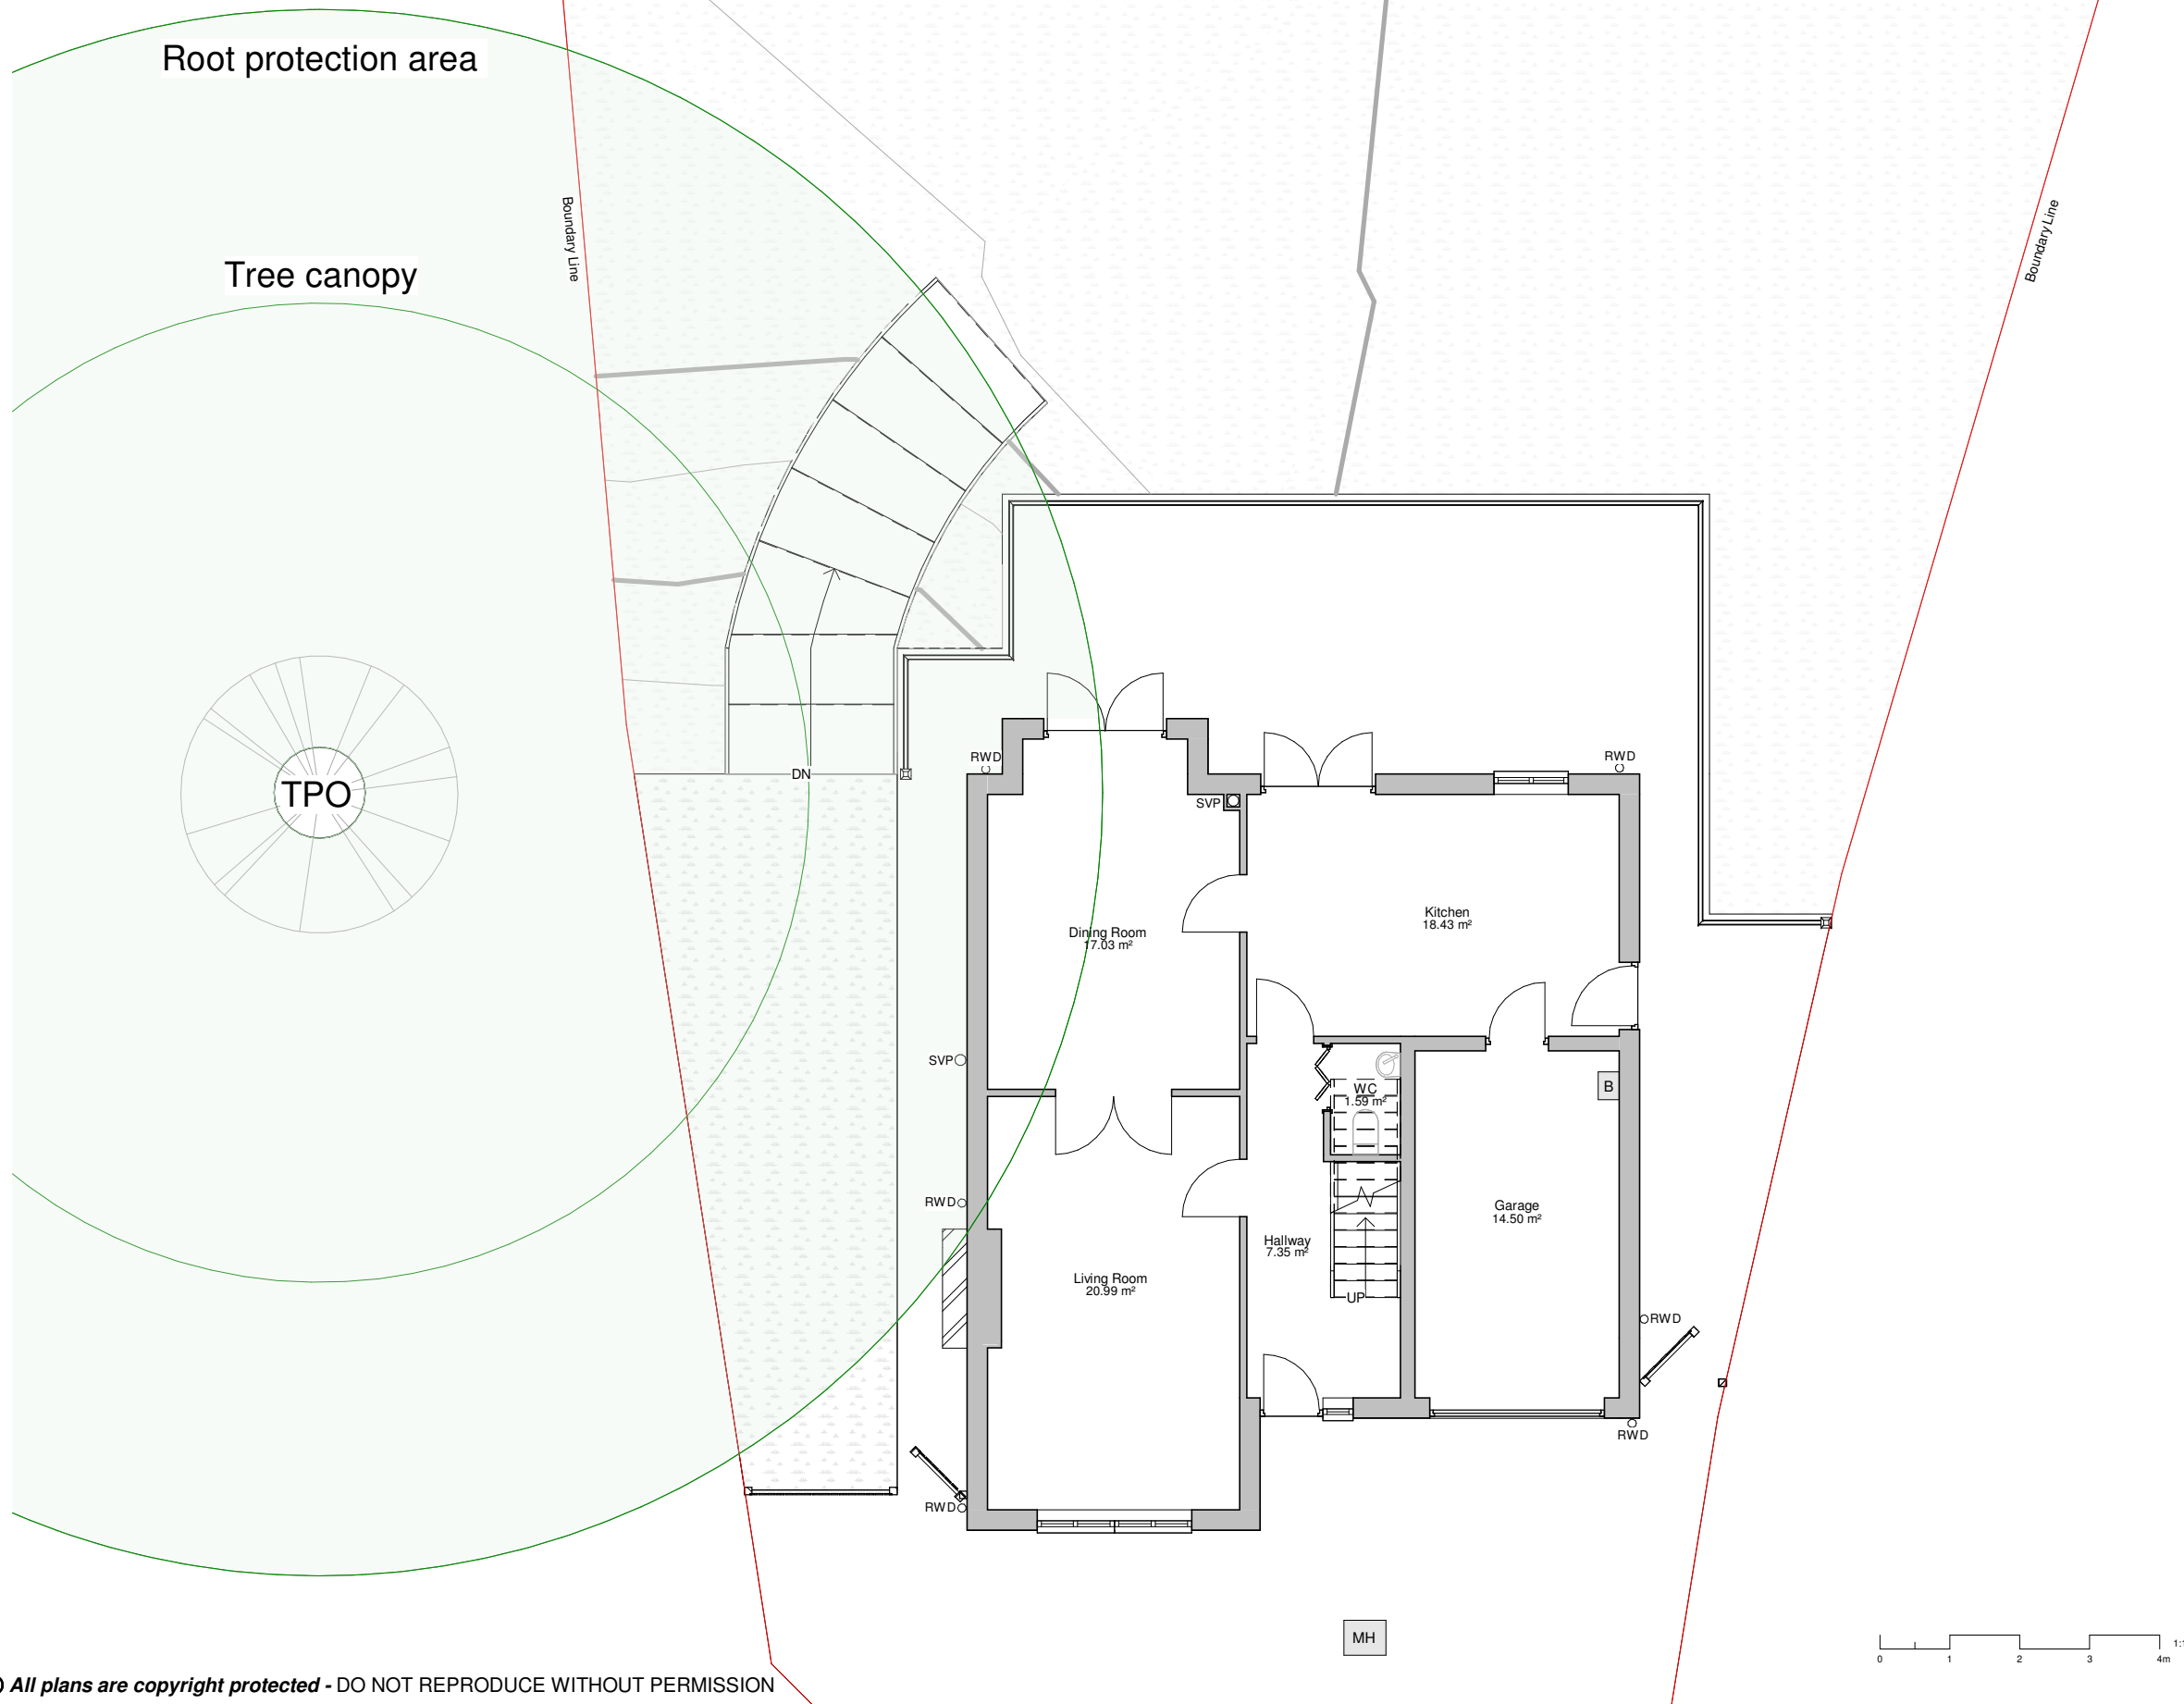 Root protection area
Boundary Line
Boundary Line
Tree canopy
TPO
DN
RWD
RWD
SVP
Kitchen
18.43 m²
Dining Room
17.03 m²
SVP
WC
1.59 m²
B
RWD
Garage
14.50 m²
Hallway
7.35 m²
Living Room
20.99 m²
UP
RWD
RWD
RWD
MH
0 1 2 3 4m
All plans are copyright protected - DO NOT REPRODUCE WITHOUT PERMISSION